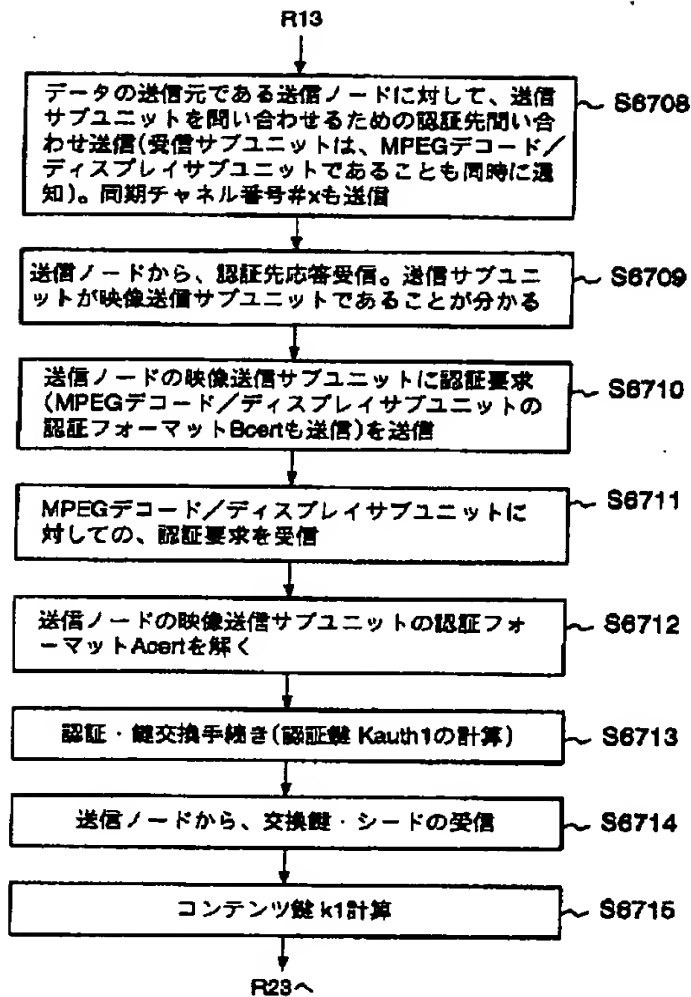 R13
データの送信元である送信ノードに対して、送信
サブユニットを問い合わせるための認証先問い合
わせ送信(受信サブユニットは、MPEGデコード／
ディスプレイサブユニットであることも同時に通
知)。同期チャネル番号#xも送信
S6708
送信ノードから、認証先応答受信。送信サブユニ
ットが映像送信サブユニットであることが分かる
S6709
送信ノードの映像送信サブユニットに認証要求
(MPEGデコード／ディスプレイサブユニットの
認証フォーマットBcertも送信)を送信
S6710
MPEGデコード／ディスプレイサブユニットに
対しての、認証要求を受信
S6711
送信ノードの映像送信サブユニットの認証フォ
ーマットAcertを解く
S6712
認証・鍵交換手続き(認証鍵 Kauth1の計算)
S6713
送信ノードから、交換鍵・シードの受信
S6714
コンテンツ鍵 k1計算
S6715
R23へ